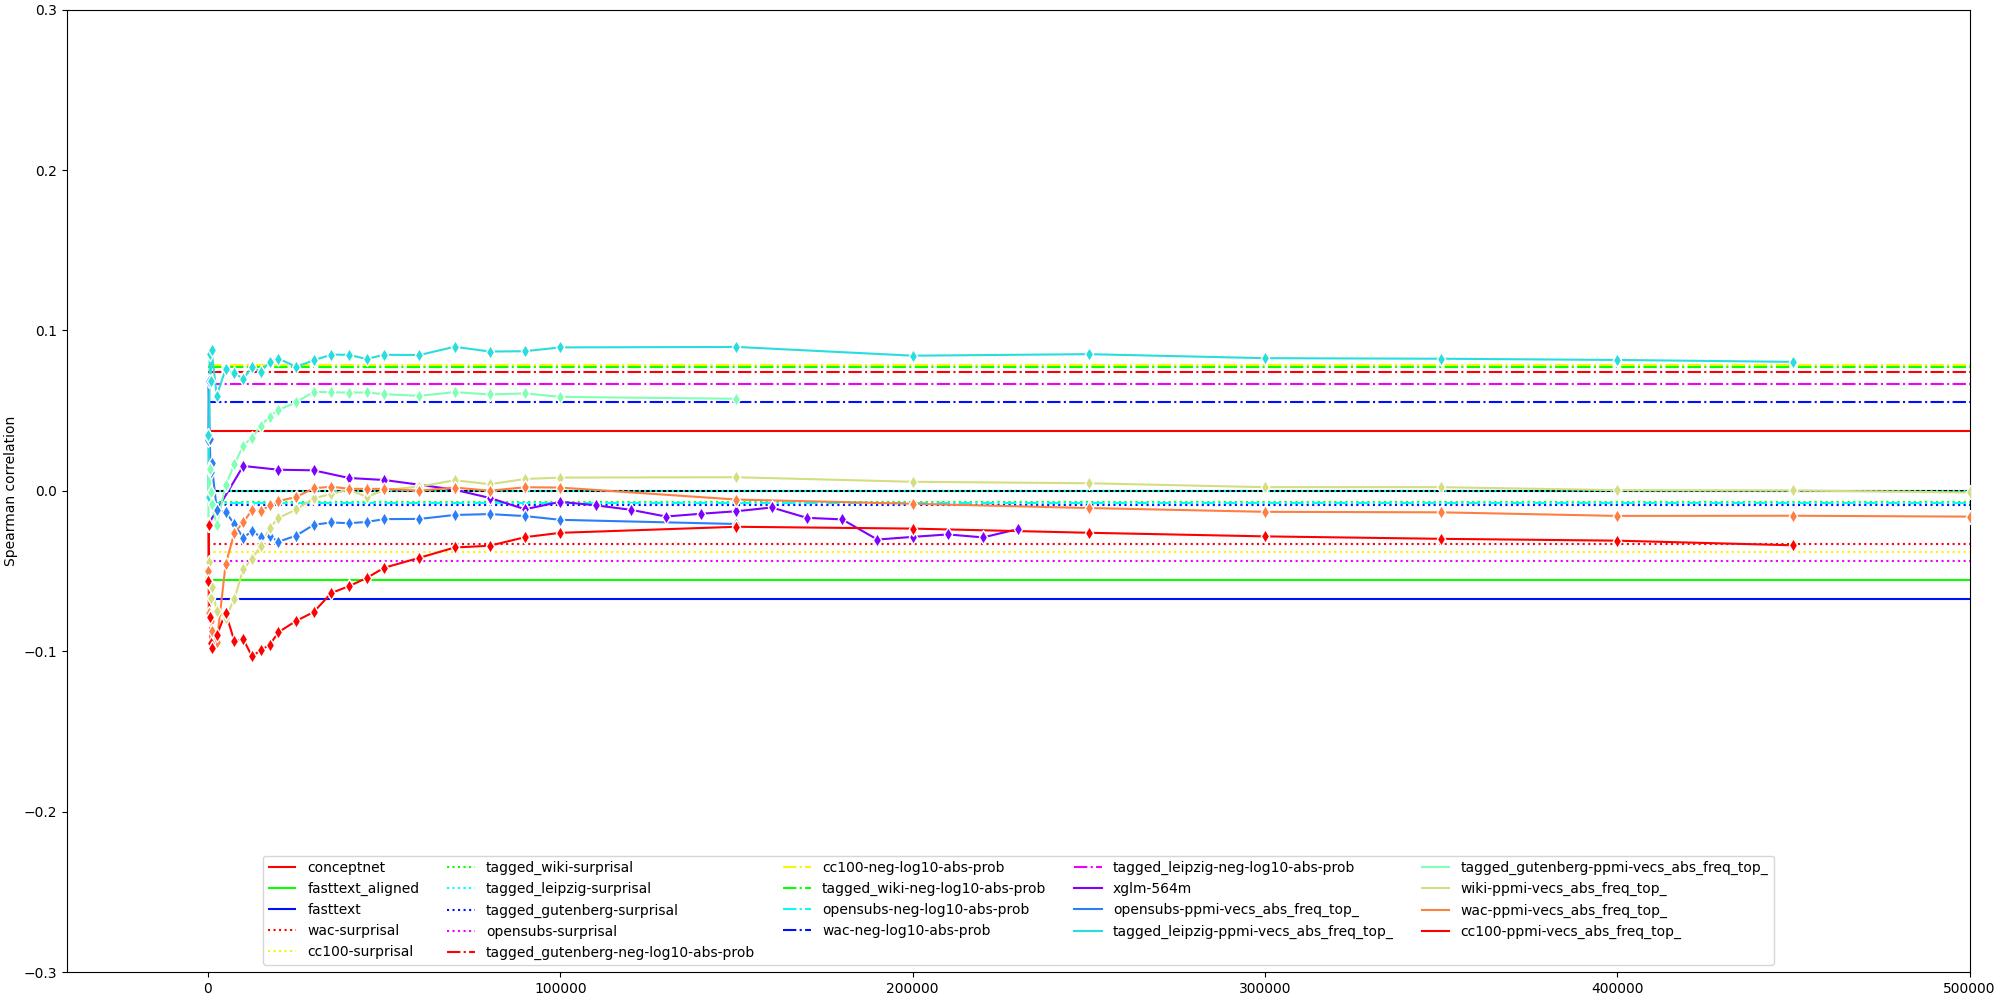 0.3
0.2
0.1
0.0
−0.1
−0.2
−0.3
Spearman correlation
conceptnet
fasttext_aligned
fasttext
wac-surprisal
cc100-surprisal
tagged_wiki-surprisal
tagged_leipzig-surprisal
tagged_gutenberg-surprisal
opensubs-surprisal
tagged_gutenberg-neg-log10-abs-prob
cc100-neg-log10-abs-prob
tagged_wiki-neg-log10-abs-prob
opensubs-neg-log10-abs-prob
wac-neg-log10-abs-prob
tagged_leipzig-neg-log10-abs-prob
xglm-564m
opensubs-ppmi-vecs_abs_freq_top_
tagged_leipzig-ppmi-vecs_abs_freq_top_
tagged_gutenberg-ppmi-vecs_abs_freq_top_
wiki-ppmi-vecs_abs_freq_top_
wac-ppmi-vecs_abs_freq_top_
cc100-ppmi-vecs_abs_freq_top_
0 100000 200000 300000 400000 500000